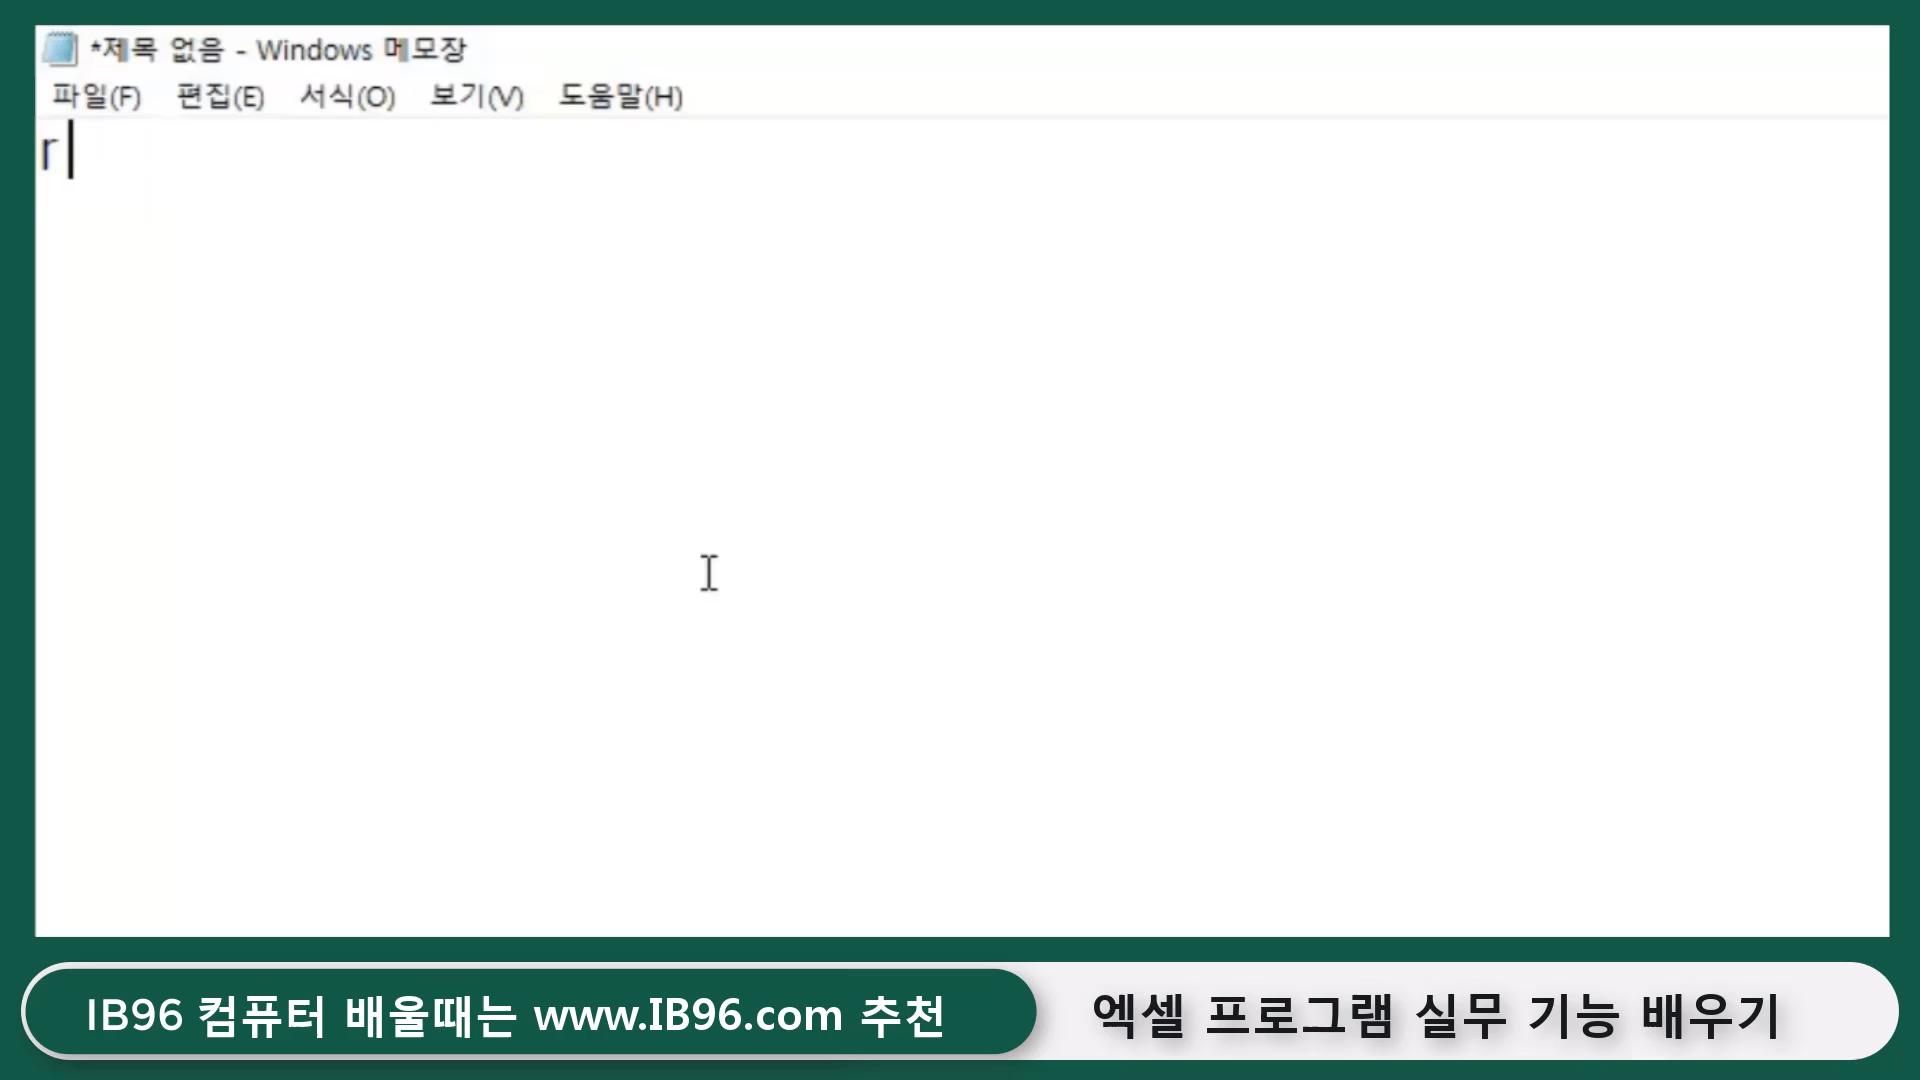 *제목 없음 - Windows 메모장
파일(F) 편집(E) 서식(O) 보기(V) 도움말(H)
r
IB96 컴퓨터 배울때는 www.IB96.com 추천
엑셀 프로그램 실무 기능 배우기